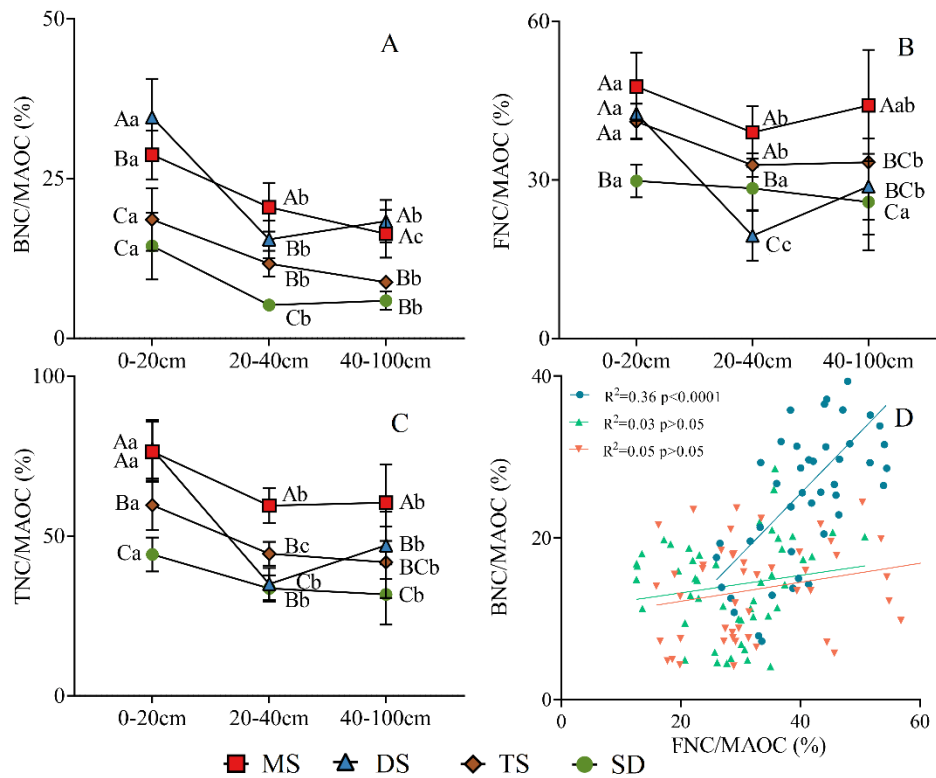 A
BNC/MAOC (%)
50
25
0
Aa
Ba
Ca
Ca
Ab
Bb
Bb
Cb
Ab
Ac
Bb
Bb
0-20cm 20-40cm 40-100cm
B
FNC/MAOC (%)
60
30
0
Aa
Aa
Aa
Ba
Ab
Ab
Ba
Cc
Aab
BCb
BCb
Ca
0-20cm 20-40cm 40-100cm
C
TNC/MAOC (%)
100
50
0
Aa
Aa
Ba
Ca
Ab
Bc
Cb
Bb
Ab
Bb
BCb
Cb
0-20cm 20-40cm 40-100cm
D
BNC/MAOC (%)
40
20
0
R²=0.36 p<0.0001
R²=0.03 p>0.05
R²=0.05 p>0.05
0 20 40 60
FNC/MAOC (%)
MS DS TS SD